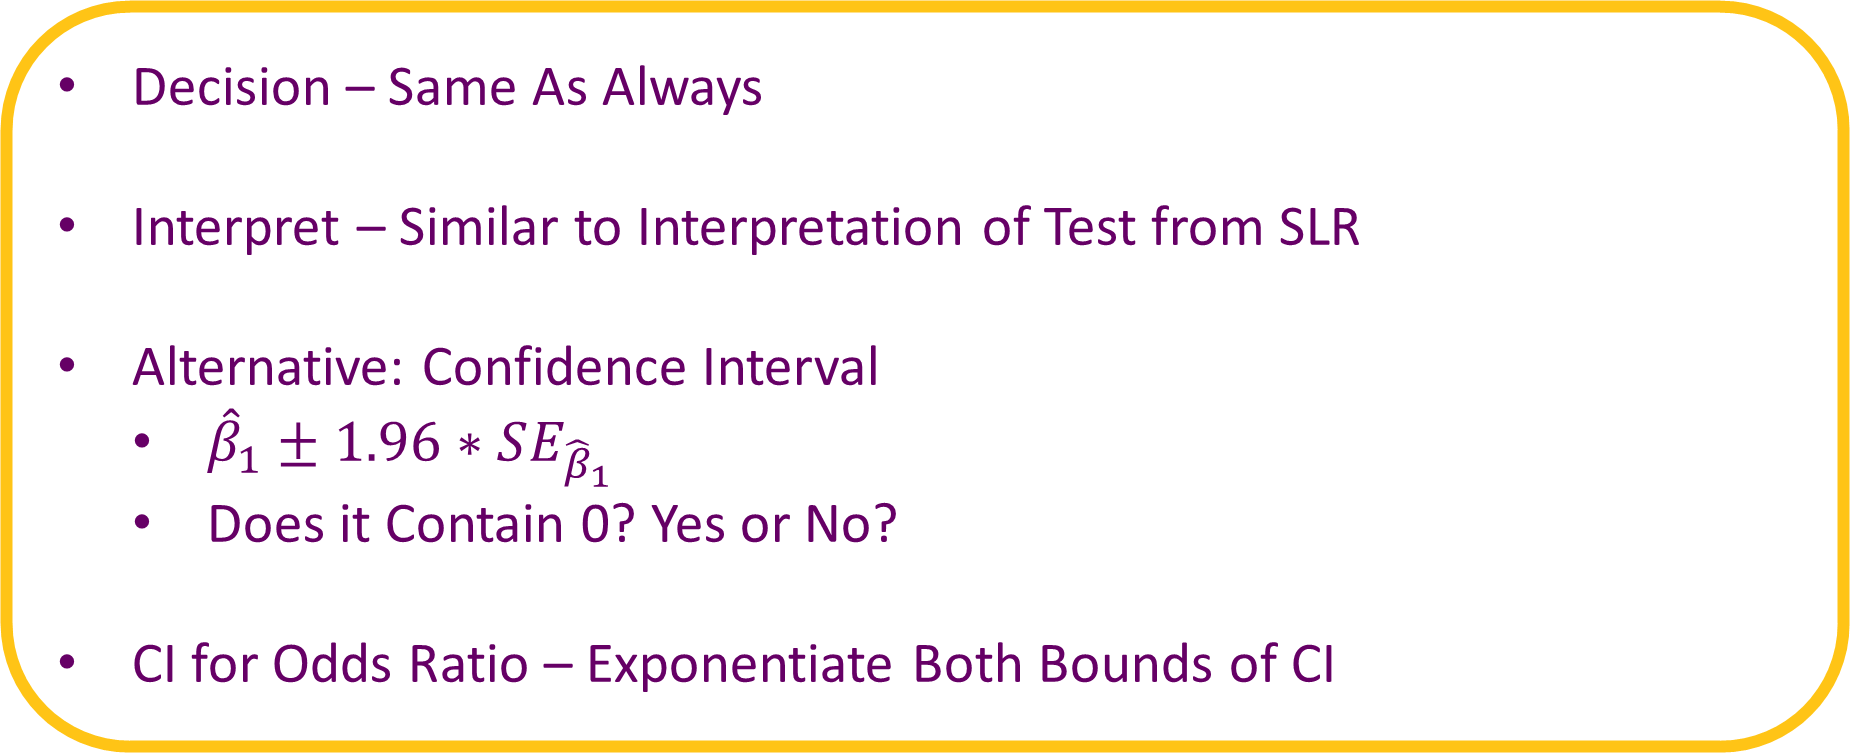 • Decision – Same As Always
• Interpret – Similar to Interpretation of Test from SLR
• Alternative: Confidence Interval
• β̂₁ ± 1.96 * SE_β̂₁
• Does it Contain 0? Yes or No?
• CI for Odds Ratio – Exponentiate Both Bounds of CI